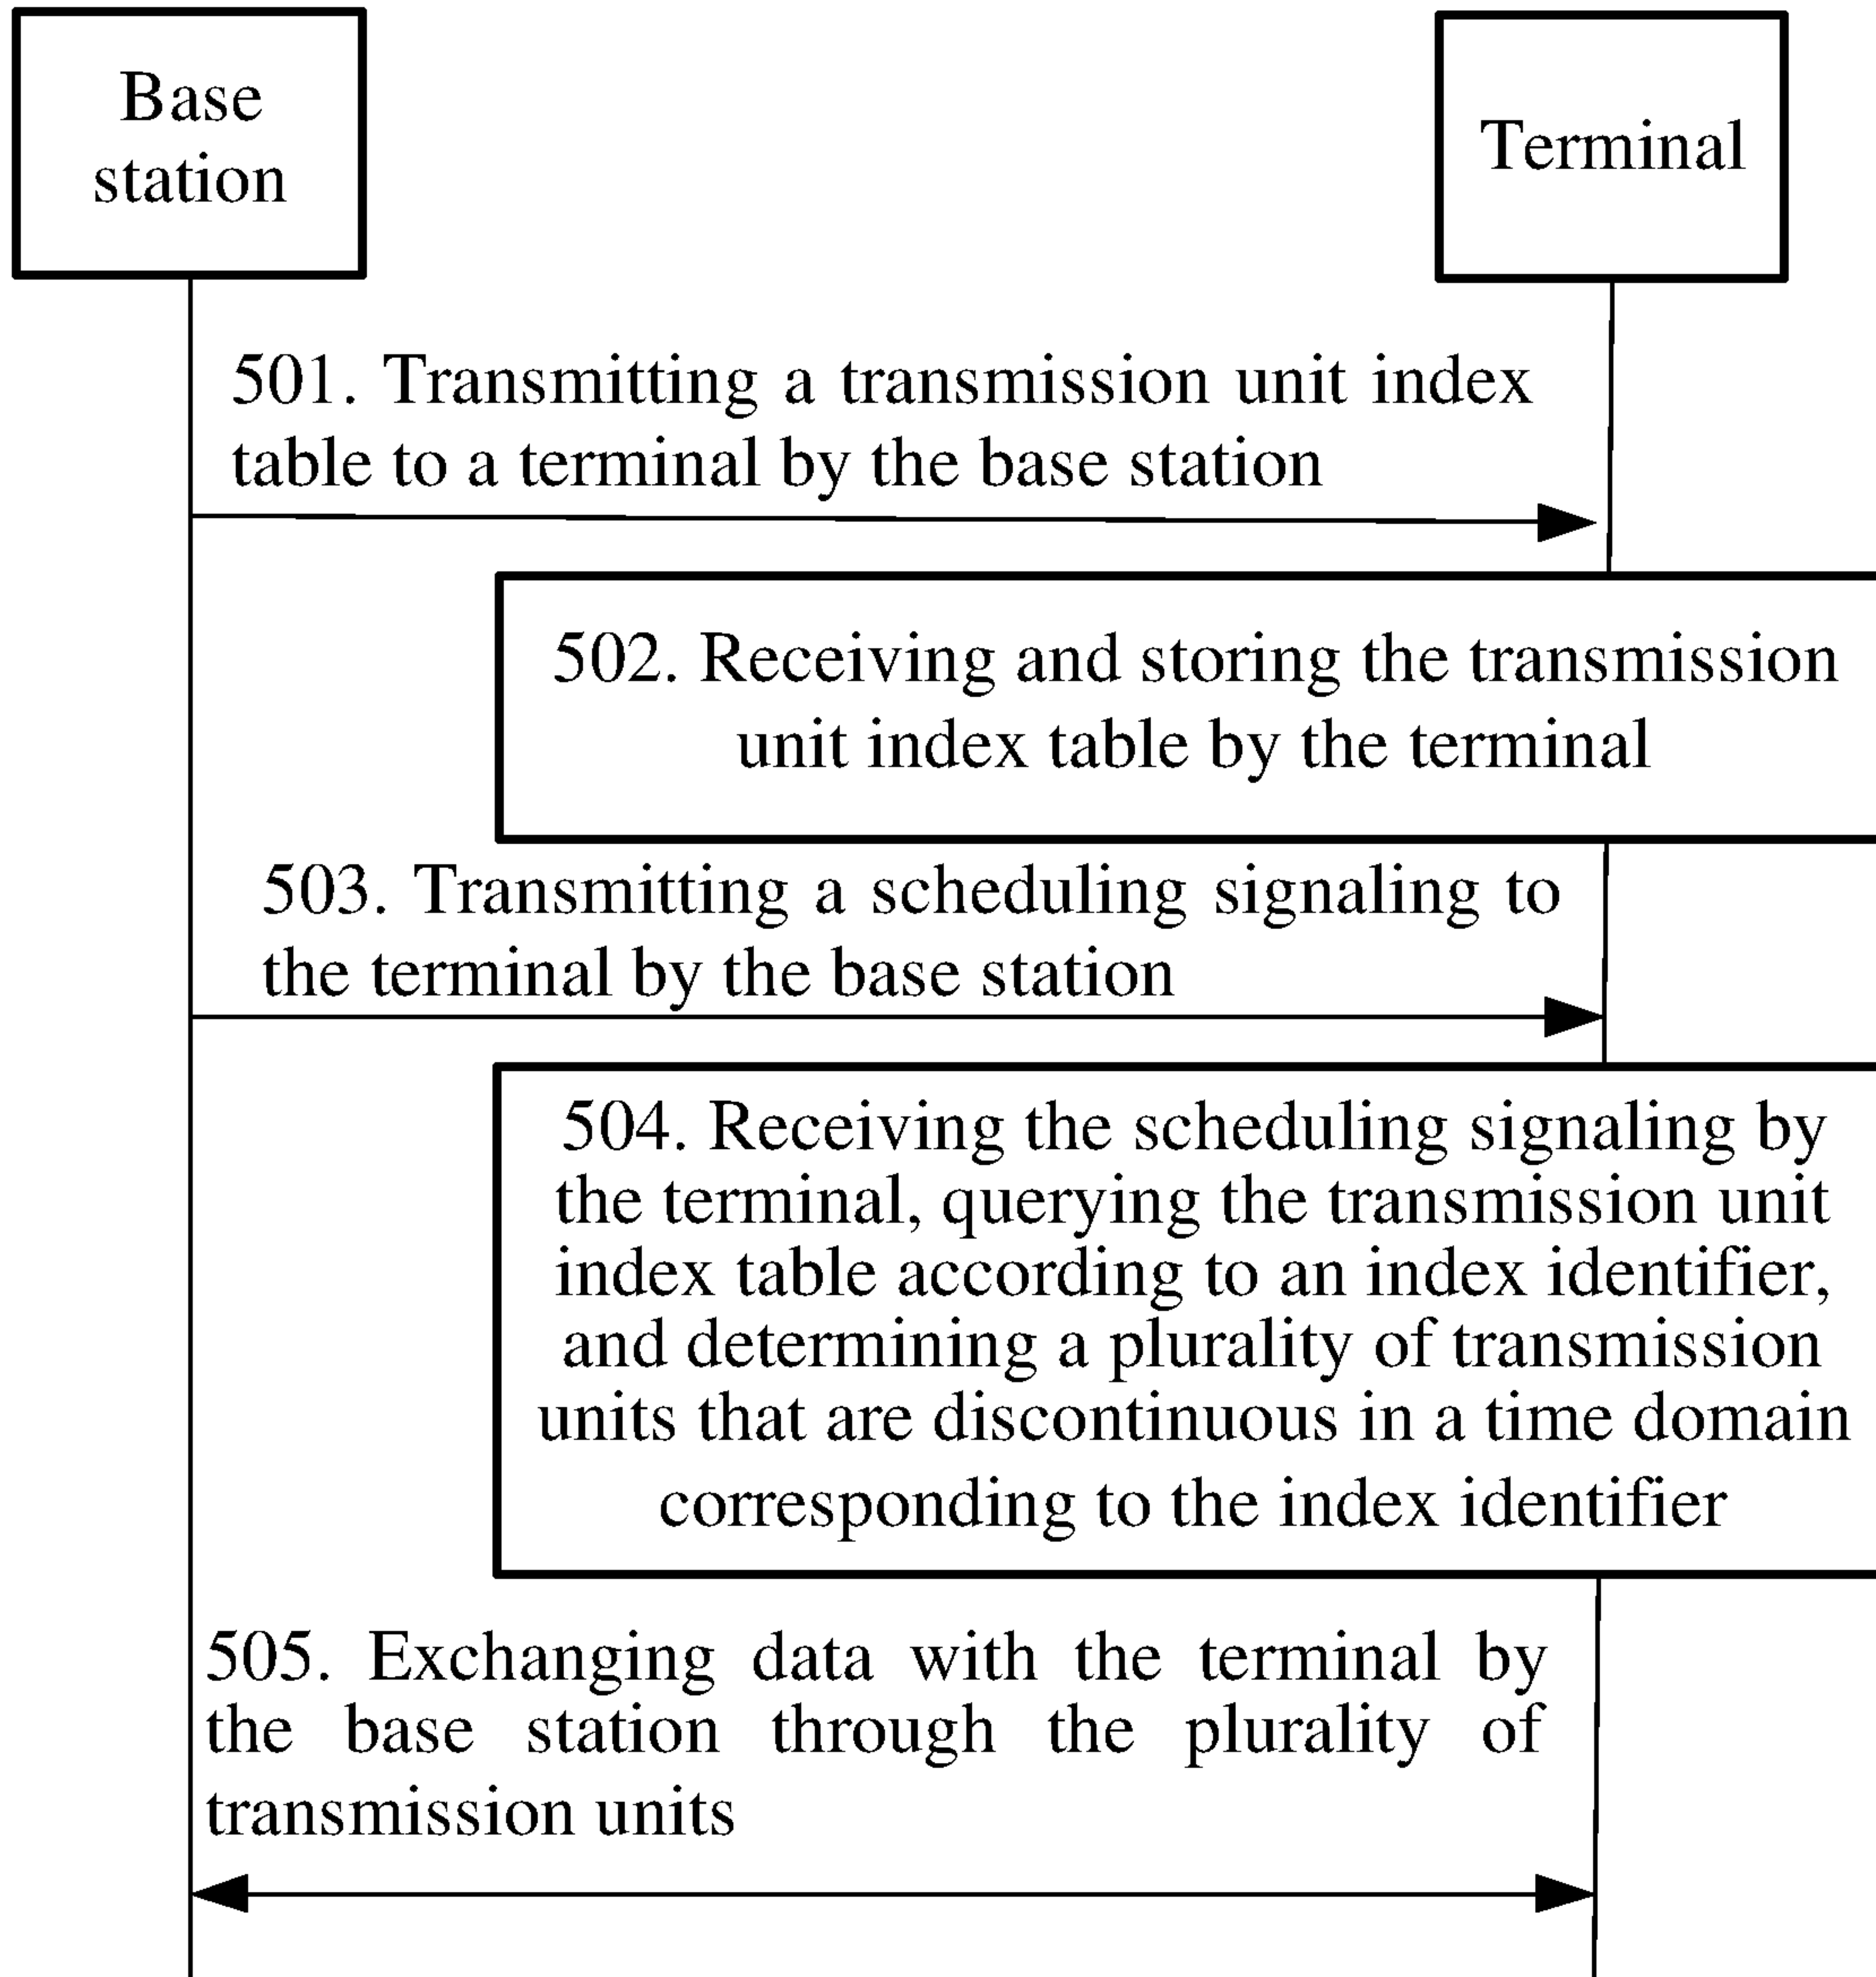 Base
station
Terminal
501. Transmitting a transmission unit index
table to a terminal by the base station
502. Receiving and storing the transmission
unit index table by the terminal
503. Transmitting a scheduling signaling to
the terminal by the base station
504. Receiving the scheduling signaling by
the terminal, querying the transmission unit
index table according to an index identifier,
and determining a plurality of transmission
units that are discontinuous in a time domain
corresponding to the index identifier
505. Exchanging data with the terminal by
the base station through the plurality of
transmission units